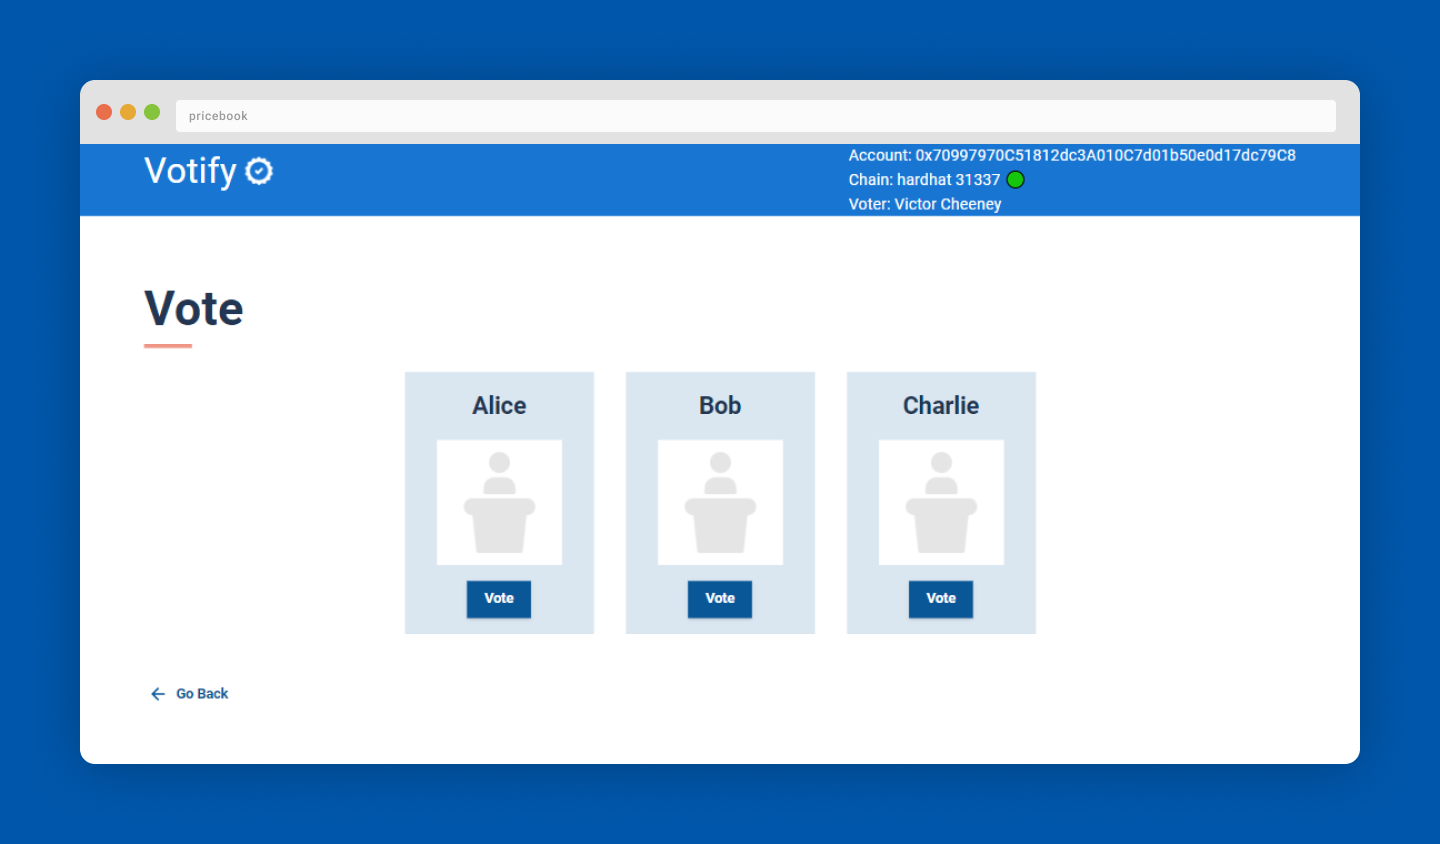 pricebook
Votify
Account: 0x70997970C51812dc3A010C7d01b50e0d17dc79C8
Chain: hardhat 31337
Voter: Victor Cheeney
Vote
Alice
Bob
Charlie
Vote
Vote
Vote
Go Back